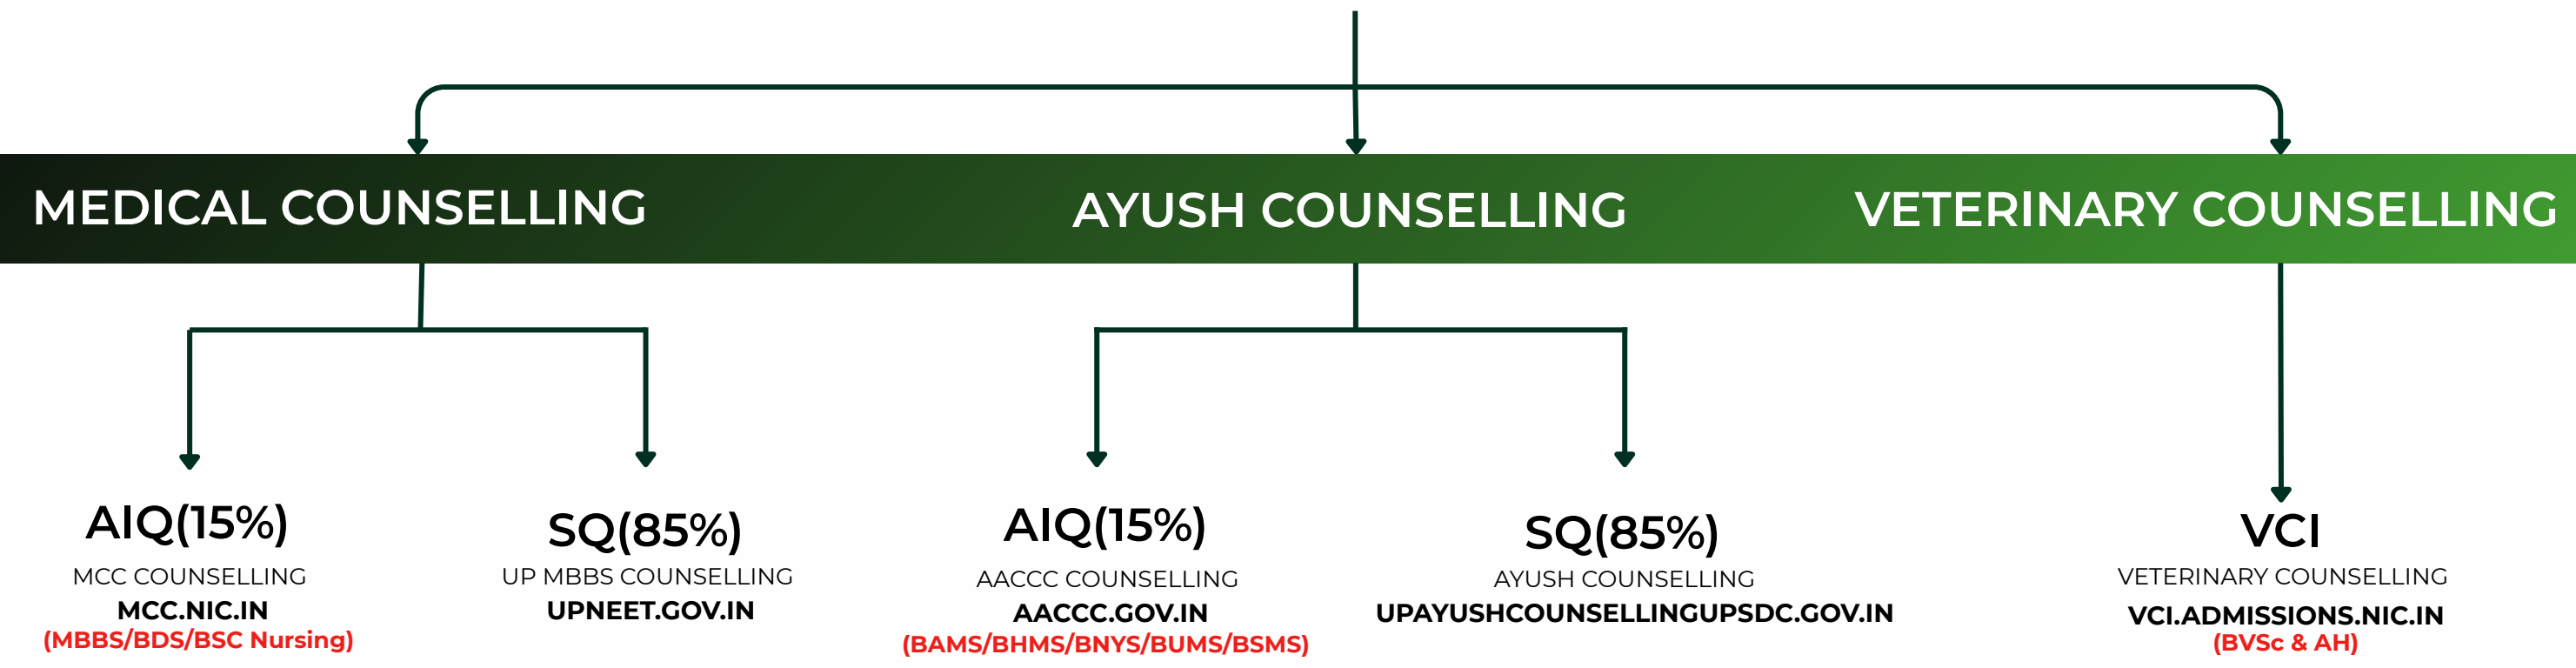 MEDICAL COUNSELLING
AYUSH COUNSELLING
VETERINARY COUNSELLING
AIQ(15%)
MCC COUNSELLING
MCC.NIC.IN
(MBBS/BDS/BSC Nursing)
SQ(85%)
UP MBBS COUNSELLING
UPNEET.GOV.IN
AIQ(15%)
AACCC COUNSELLING
AACCC.GOV.IN
(BAMS/BHMS/BNYS/BUMS/BSMS)
SQ(85%)
AYUSH COUNSELLING
UPAYUSHCOUNSELLINGUPSDC.GOV.IN
VCI
VETERINARY COUNSELLING
VCI.ADMISSIONS.NIC.IN
(BVSc & AH)